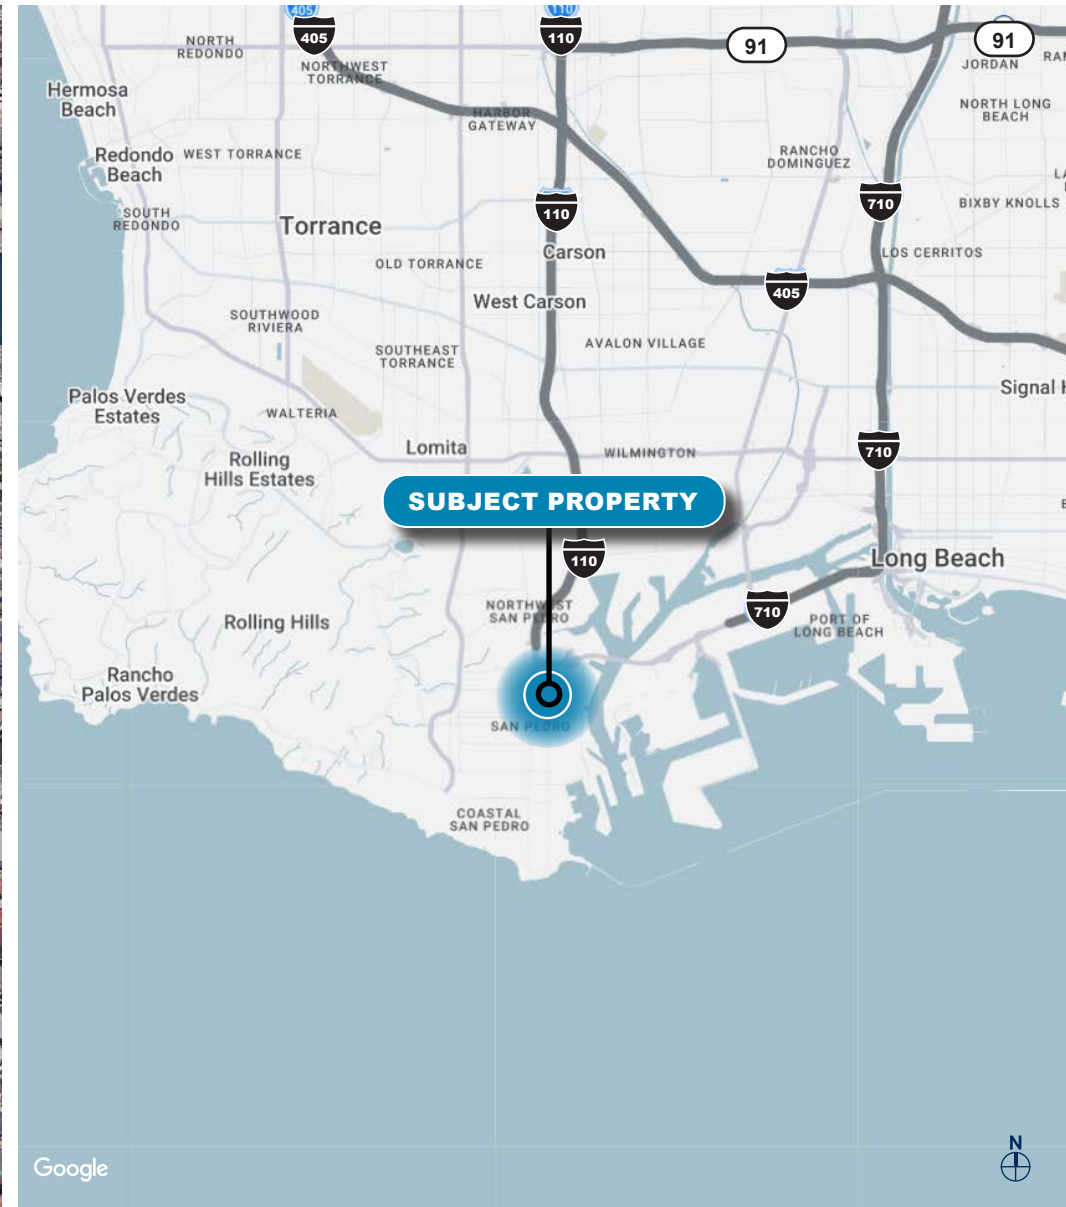 405
110
405
110
91
91
NORTH
REDONDO
NORTHWEST
TORRANCE
JORDAN
Hermosa
Beach
HARBOR
GATEWAY
NORTH LONG
BEACH
Redondo
Beach
WEST TORRANCE
RANCHO
DOMINGUEZ
110
710
BIXBY KNOLLS
SOUTH
REDONDO
Torrance
Carson
LOS CERRITOS
OLD TORRANCE
405
West Carson
SOUTHWOOD
RIVIERA
AVALON VILLAGE
SOUTHEAST
TORRANCE
Signal H
Palos Verdes
Estates
WALTERIA
Lomita
WILMINGTON
710
Rolling
Hills Estates
SUBJECT PROPERTY
110
Long Beach
NORTHWEST
SAN PEDRO
710
PORT OF
LONG BEACH
Rolling Hills
Rancho
Palos Verdes
SAN PEDRO
COASTAL
SAN PEDRO
N
Google